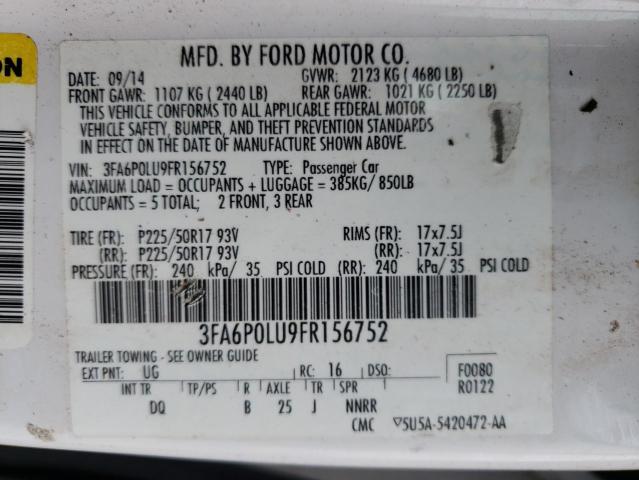 ON
MFD. BY FORD MOTOR CO.
DATE: 09/14 GVWR: 2123 KG ( 4680 LB)
FRONT GAWR: 1107 KG ( 2440 LB) REAR GAWR: 1021 KG ( 2250 LB)
THIS VEHICLE CONFORMS TO ALL APPLICABLE FEDERAL MOTOR
VEHICLE SAFETY, BUMPER, AND THEFT PREVENTION STANDARDS
IN EFFECT ON THE DATE OF MANUFACTURE SHOWN ABOVE.
VIN: 3FA6P0LU9FR156752 TYPE: Passenger Car
MAXIMUM LOAD = OCCUPANTS + LUGGAGE = 385KG/ 850LB
OCCUPANTS = 5 TOTAL; 2 FRONT, 3 REAR
TIRE (FR): P225/50R17 93V RIMS (FR): 17x7.5J
(RR): P225/50R17 93V (RR): 17x7.5J
PRESSURE (FR): 240 kPa/ 35 PSI COLD (RR): 240 kPa/ 35 PSI COLD
3FA6P0LU9FR156752
TRAILER TOWING - SEE OWNER GUIDE
EXT PNT: UG RC: 16 DSO: F0080
R0122
INT TR TP/PS R AXLE TR SPR
DQ B 25 J NNRR
CMC ▽5U5A-5420472-AA